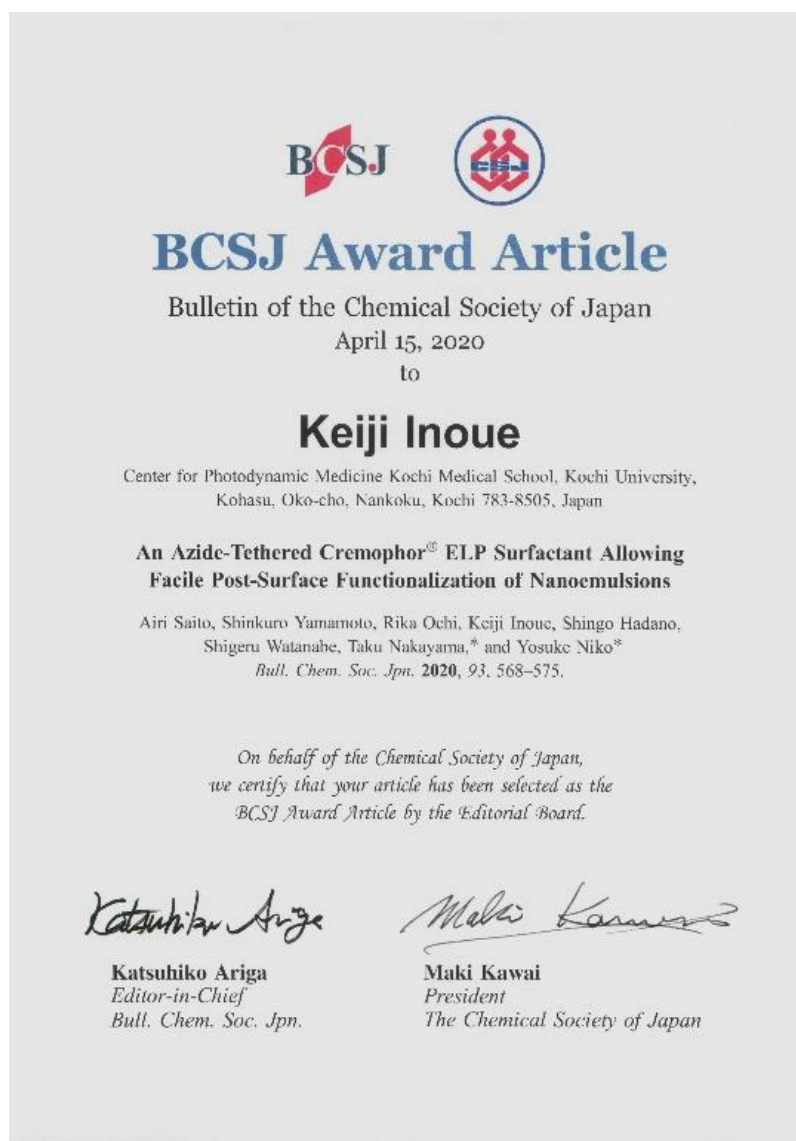 BCSJ
CSJ
BCSJ Award Article
Bulletin of the Chemical Society of Japan
April 15, 2020
to
Keiji Inoue
Center for Photodynamic Medicine Kochi Medical School, Kochi University,
Kohasu, Oko-cho, Nankoku, Kochi 783-8505, Japan
An Azide-Tethered Cremophor® ELP Surfactant Allowing
Facile Post-Surface Functionalization of Nanoemulsions
Airi Saito, Shinkuro Yamamoto, Rika Ochi, Keiji Inoue, Shingo Hadano,
Shigeru Watanabe, Taku Nakayama,* and Yosuke Niko*
Bull. Chem. Soc. Jpn. 2020, 93, 568–575.
On behalf of the Chemical Society of Japan,
we certify that your article has been selected as the
BCSJ Award Article by the Editorial Board.
Katsuhiko Ariga
Maki Kawai
Katsuhiko Ariga
Editor-in-Chief
Bull. Chem. Soc. Jpn.
Maki Kawai
President
The Chemical Society of Japan